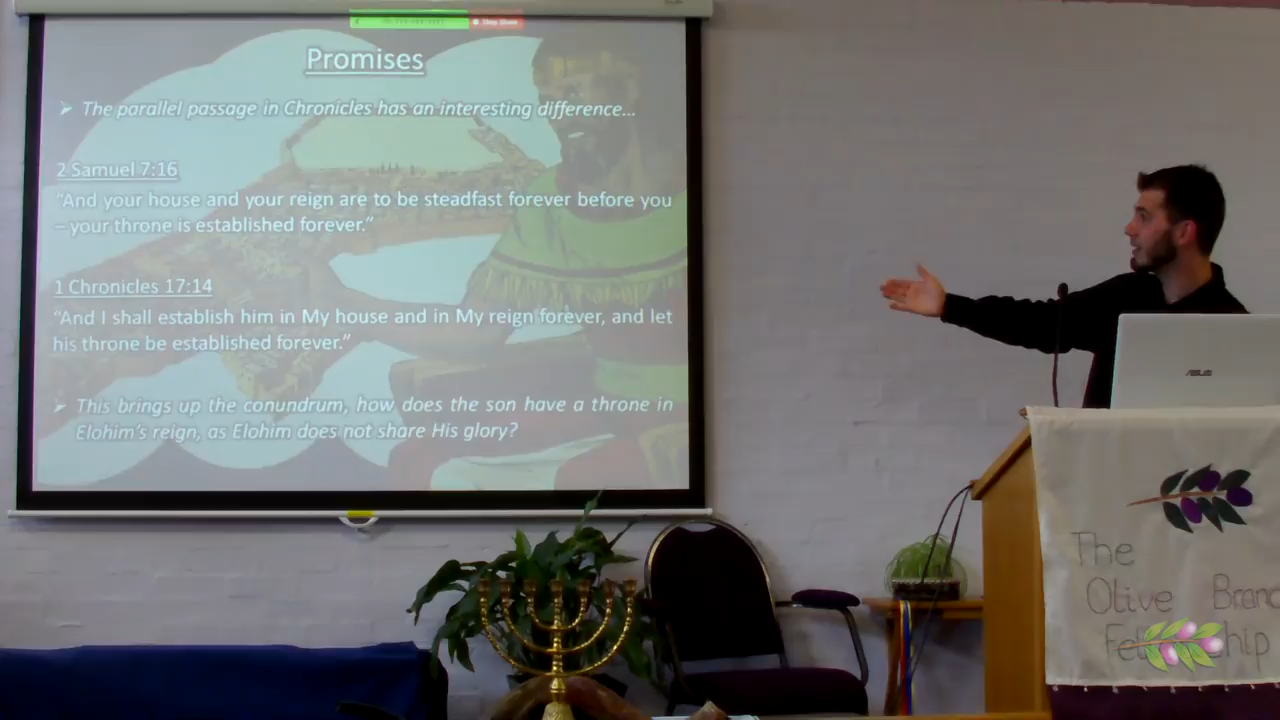 Stop Share
Promises
➢ The parallel passage in Chronicles has an interesting difference...
2 Samuel 7:16
“And your house and your reign are to be steadfast forever before you
– your throne is established forever.”
1 Chronicles 17:14
“And I shall establish him in My house and in My reign forever, and let
his throne be established forever.”
➢ This brings up the conundrum, how does the son have a throne in
Elohim’s reign, as Elohim does not share His glory?
ASUS
The
Olive Branc